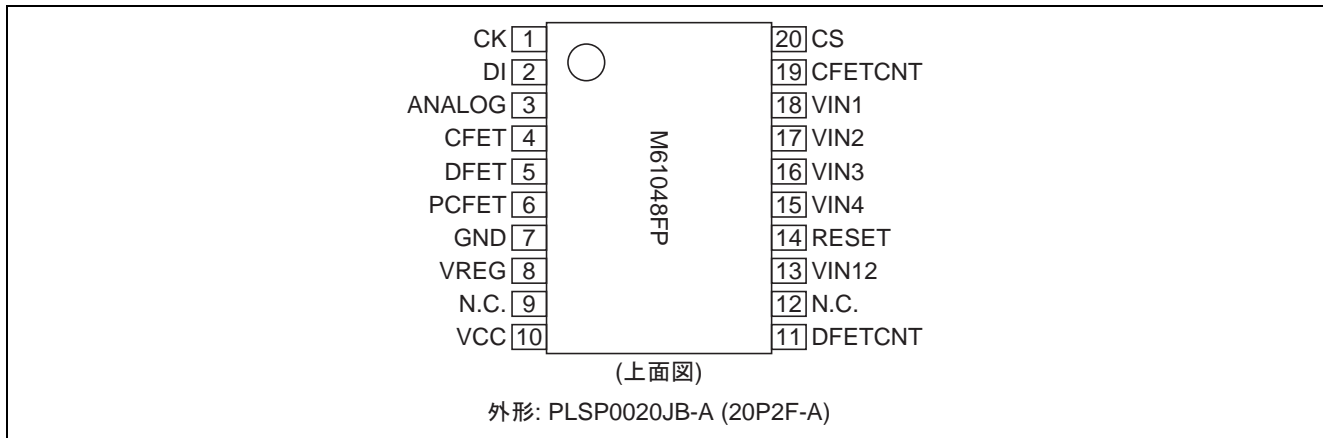 CK 1 20 CS
DI 2 19 CFETCNT
ANALOG 3 18 VIN1
CFET 4 17 VIN2
DFET 5 16 VIN3
PCFET 6 15 VIN4
GND 7 14 RESET
VREG 8 13 VIN12
N.C. 9 12 N.C.
VCC 10 11 DFETCNT
M61048FP
(上面図)
外形: PLSP0020JB-A (20P2F-A)